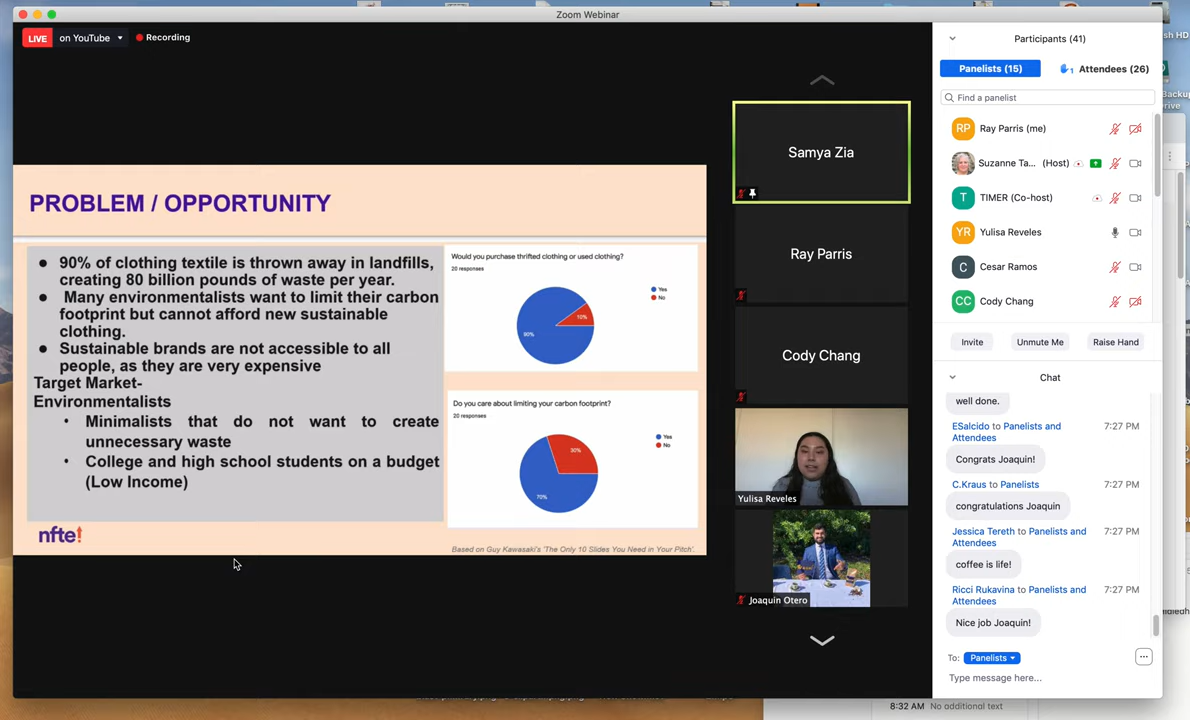 Zoom Webinar
LIVE on YouTube Recording
PROBLEM / OPPORTUNITY
● 90% of clothing textile is thrown away in landfills,
creating 80 billion pounds of waste per year.
● Many environmentalists want to limit their carbon
footprint but cannot afford new sustainable
clothing.
● Sustainable brands are not accessible to all
people, as they are very expensive
Target Market-
Environmentalists
• Minimalists that do not want to create
unnecessary waste
• College and high school students on a budget
(Low Income)
nfte!
Would you purchase thrifted clothing or used clothing?
20 responses
Yes
No
10%
90%
Do you care about limiting your carbon footprint?
20 responses
Yes
No
30%
70%
Based on Guy Kawasaki's 'The Only 10 Slides You Need in Your Pitch'.
Samya Zia
Ray Parris
Cody Chang
Yulisa Reveles
Joaquin Otero
Participants (41)
Panelists (15)
1 Attendees (26)
Find a panelist
RP Ray Parris (me)
Suzanne Ta... (Host)
T TIMER (Co-host)
YR Yulisa Reveles
C Cesar Ramos
CC Cody Chang
Invite
Unmute Me
Raise Hand
Chat
well done.
ESalcido to Panelists and
Attendees
7:27 PM
Congrats Joaquin!
C.Kraus to Panelists 7:27 PM
congratulations Joaquin
Jessica Tereth to Panelists and
Attendees
7:27 PM
coffee is life!
Ricci Rukavina to Panelists and
Attendees
7:27 PM
Nice job Joaquin!
To: Panelists
Type message here...
8:32 AM No additional text